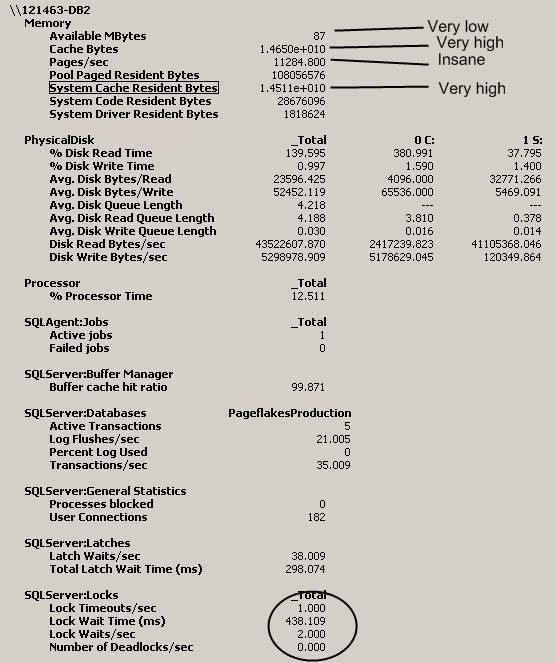 \\121463-DB2
Memory
Available MBytes 87 Very low
Cache Bytes 1.4650e+010 Very high
Pages/sec 11284.800 Insane
Pool Paged Resident Bytes 108056576
System Cache Resident Bytes 1.4511e+010 Very high
System Code Resident Bytes 28676096
System Driver Resident Bytes 1818624
PhysicalDisk _Total 0 C: 1 S:
% Disk Read Time 139.595 380.991 37.795
% Disk Write Time 0.997 1.590 1.400
Avg. Disk Bytes/Read 23596.425 4096.000 32771.266
Avg. Disk Bytes/Write 52452.119 65536.000 5469.091
Avg. Disk Queue Length 4.218 --- ---
Avg. Disk Read Queue Length 4.188 3.810 0.378
Avg. Disk Write Queue Length 0.030 0.016 0.014
Disk Read Bytes/sec 43522607.870 2417239.823 41105368.046
Disk Write Bytes/sec 5298978.909 5178629.045 120349.864
Processor _Total
% Processor Time 12.511
SQLAgent:Jobs _Total
Active jobs 1
Failed jobs 0
SQLServer:Buffer Manager
Buffer cache hit ratio 99.871
SQLServer:Databases PageflakesProduction
Active Transactions 5
Log Flushes/sec 21.005
Percent Log Used 0
Transactions/sec 35.009
SQLServer:General Statistics
Processes blocked 0
User Connections 182
SQLServer:Latches
Latch Waits/sec 38.009
Total Latch Wait Time (ms) 298.074
SQLServer:Locks _Total
Lock Timeouts/sec 1.000
Lock Wait Time (ms) 438.109
Lock Waits/sec 2.000
Number of Deadlocks/sec 0.000